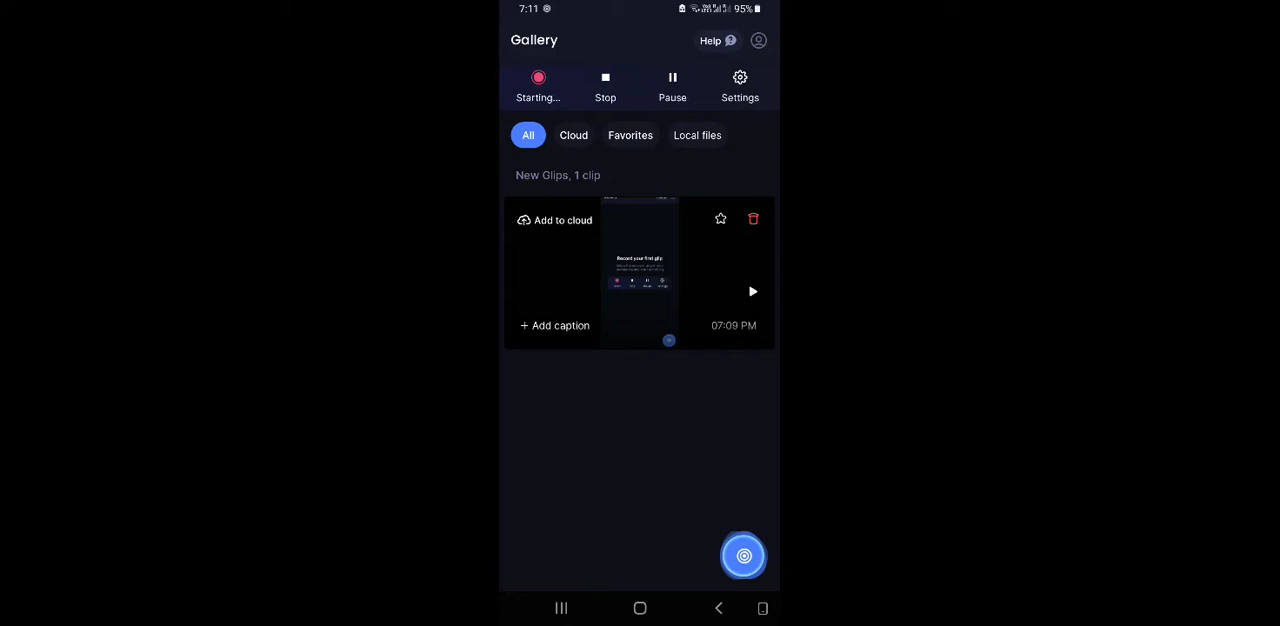 7:11 95%
Gallery Help
Starting... Stop Pause Settings
All Cloud Favorites Local files
New Glips, 1 clip
Add to cloud
Record your first glip
+ Add caption 07:09 PM